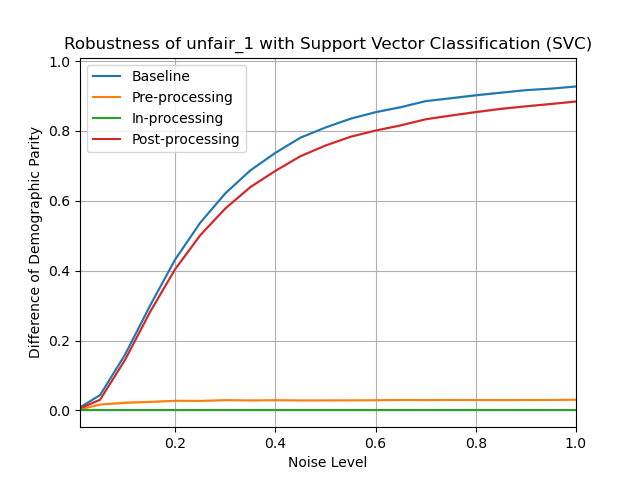 Robustness of unfair_1 with Support Vector Classification (SVC)
Difference of Demographic Parity
1.0
0.8
0.6
0.4
0.2
0.0
Baseline
Pre-processing
In-processing
Post-processing
0.2 0.4 0.6 0.8 1.0
Noise Level